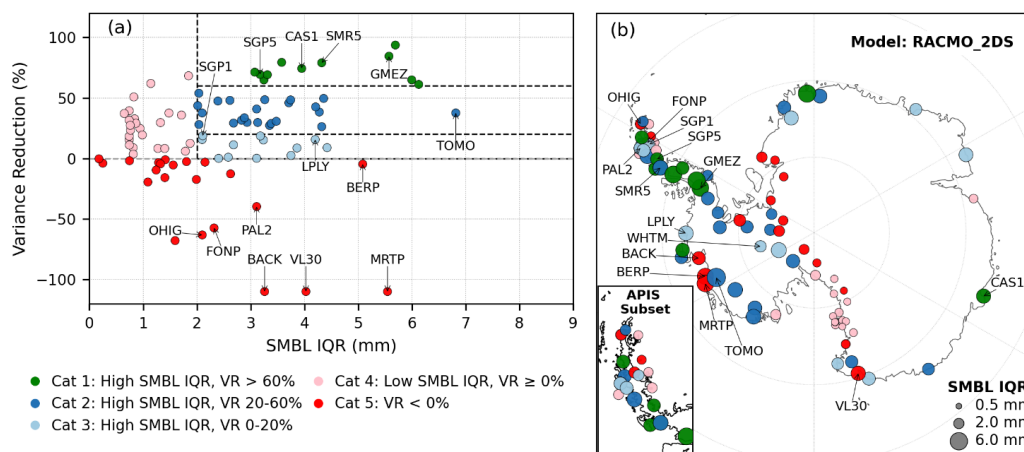 (a)
100
50
0
−50
−100
Variance Reduction (%)
SGP5
CAS1
SMR5
SGP1
GMEZ
TOMO
LPLY
BERP
OHIG
FONP
PAL2
BACK
VL30
MRTP
0
1
2
3
4
5
6
7
8
9
SMBL IQR (mm)
Cat 1: High SMBL IQR, VR > 60%
Cat 2: High SMBL IQR, VR 20-60%
Cat 3: High SMBL IQR, VR 0-20%
Cat 4: Low SMBL IQR, VR ≥ 0%
Cat 5: VR < 0%
(b)
Model: RACMO_2DS
OHIG
FONP
SGP1
SGP5
PAL2
GMEZ
SMR5
LPLY
WHTM
BACK
BERP
CAS1
APIS
Subset
MRTP
TOMO
VL30
SMBL IQR
0.5 mm
2.0 mm
6.0 mm